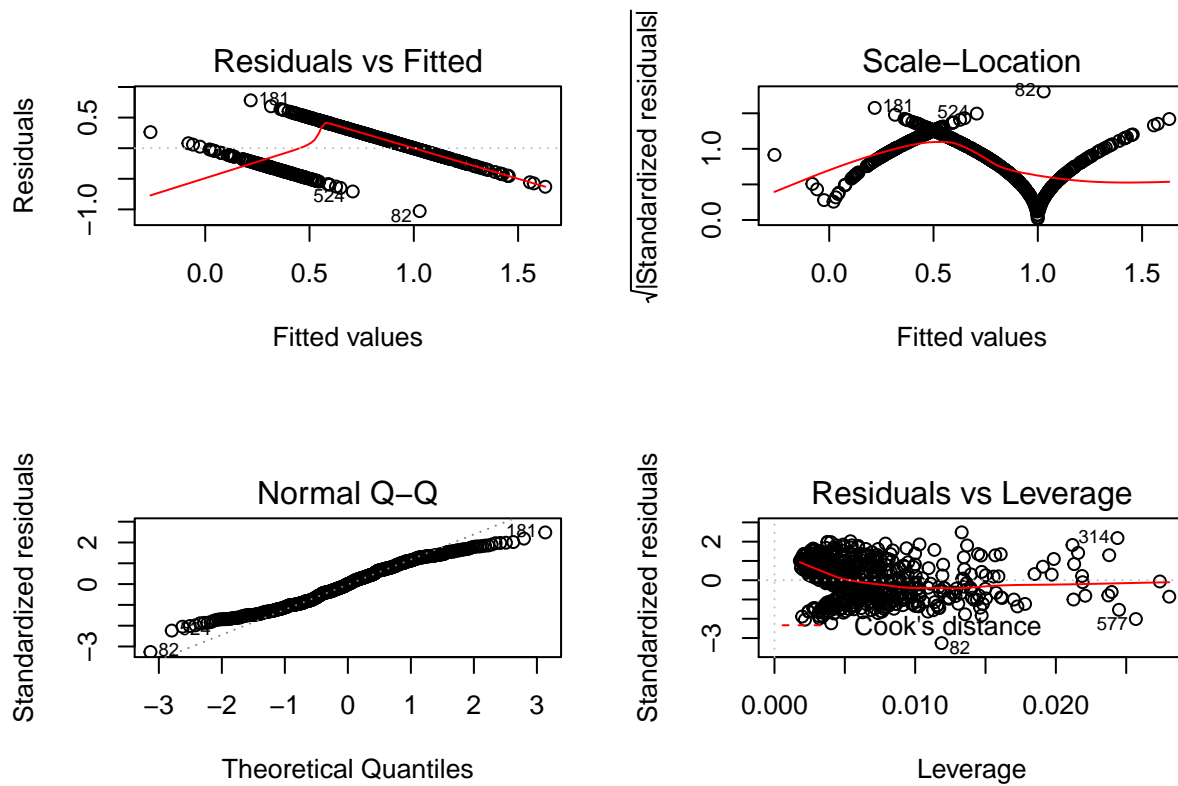 Residuals vs Fitted
Residuals
0.5
−1.0
181
524
82
0.0 0.5 1.0 1.5
Fitted values
Scale−Location
√|Standardized residuals|
1.0
0.0
181
524
82
0.0 0.5 1.0 1.5
Fitted values
Normal Q−Q
Standardized residuals
2
0
−3
181
524
82
−3 −2 −1 0 1 2 3
Theoretical Quantiles
Residuals vs Leverage
Standardized residuals
2
0
−3
314
577
82
Cook's distance
0.000 0.010 0.020
Leverage